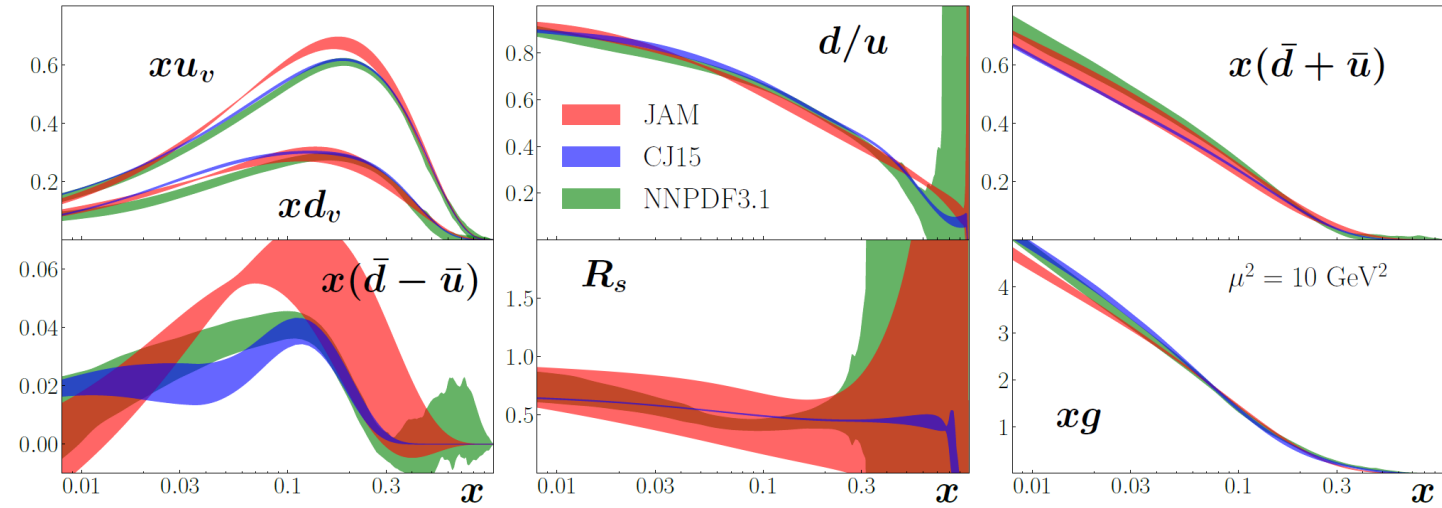 0.6
0.4
0.2
xu_v
xd_v
0.8
0.6
0.4
0.2
d/u
JAM
CJ15
NNPDF3.1
0.6
0.4
0.2
x(d̄ + ū)
0.06
0.04
0.02
0.00
x(d̄ − ū)
0.01 0.03 0.1 0.3 x
1.5
1.0
0.5
R_s
0.01 0.03 0.1 0.3 x
4
3
2
1
μ² = 10 GeV²
xg
0.01 0.03 0.1 0.3 x